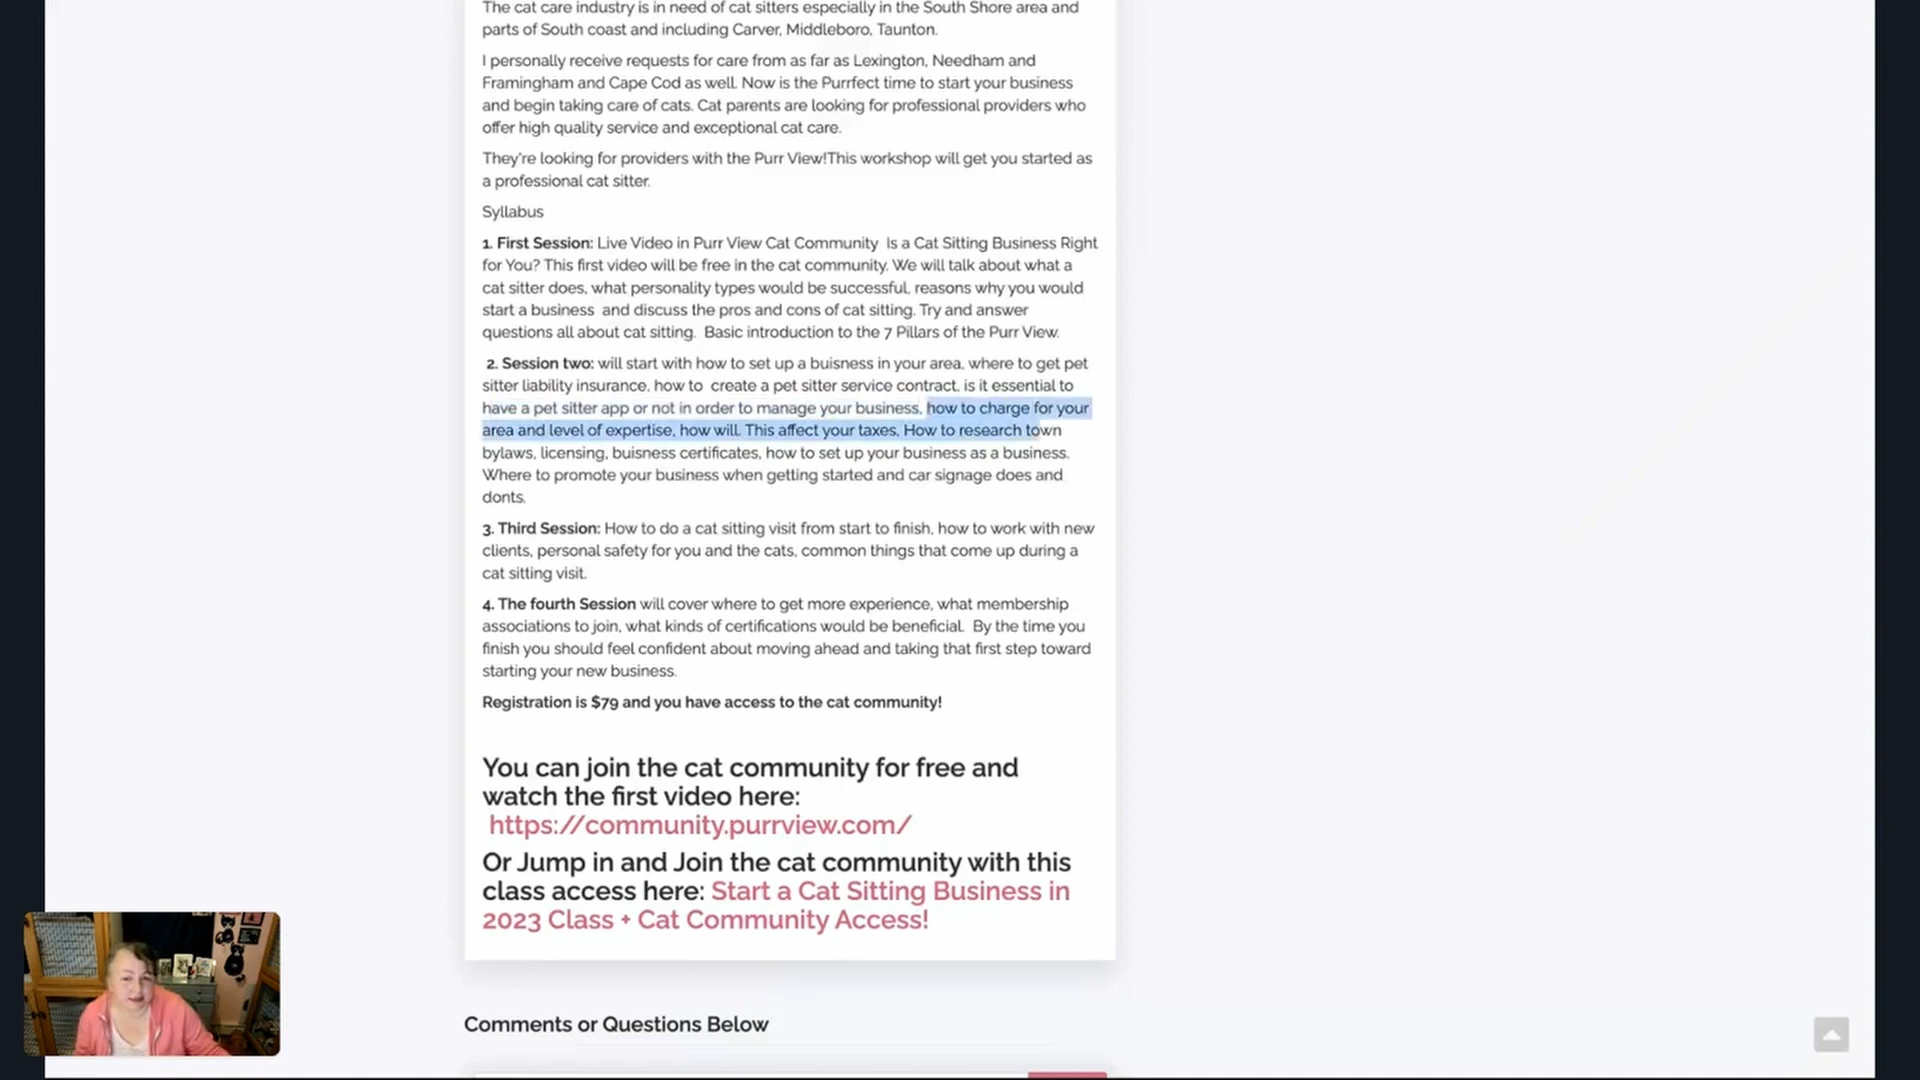 The cat care industry is in need of cat sitters especially in the South Shore area and
parts of South coast and including Carver, Middleboro, Taunton.
I personally receive requests for care from as far as Lexington, Needham and
Framingham and Cape Cod as well. Now is the Purrfect time to start your business
and begin taking care of cats. Cat parents are looking for professional providers who
offer high quality service and exceptional cat care.
They're looking for providers with the Purr View!This workshop will get you started as
a professional cat sitter.
Syllabus
1. First Session: Live Video in Purr View Cat Community  Is a Cat Sitting Business Right
for You? This first video will be free in the cat community. We will talk about what a
cat sitter does, what personality types would be successful, reasons why you would
start a business  and discuss the pros and cons of cat sitting. Try and answer
questions all about cat sitting.  Basic introduction to the 7 Pillars of the Purr View.
2. Session two: will start with how to set up a buisness in your area, where to get pet
sitter liability insurance, how to  create a pet sitter service contract, is it essential to
have a pet sitter app or not in order to manage your business, how to charge for your
area and level of expertise, how will. This affect your taxes, How to research town
bylaws, licensing, buisness certificates, how to set up your business as a business.
Where to promote your business when getting started and car signage does and
donts.
3. Third Session: How to do a cat sitting visit from start to finish, how to work with new
clients, personal safety for you and the cats, common things that come up during a
cat sitting visit.
4. The fourth Session will cover where to get more experience, what membership
associations to join, what kinds of certifications would be beneficial.  By the time you
finish you should feel confident about moving ahead and taking that first step toward
starting your new business.
Registration is $79 and you have access to the cat community!
You can join the cat community for free and
watch the first video here:
https://community.purrview.com/
Or Jump in and Join the cat community with this
class access here: Start a Cat Sitting Business in
2023 Class + Cat Community Access!
Comments or Questions Below